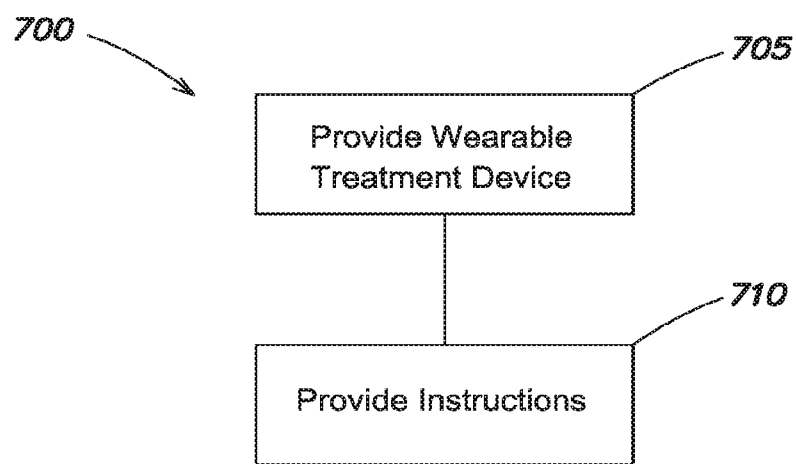 700
705
Provide Wearable
Treatment Device
710
Provide Instructions